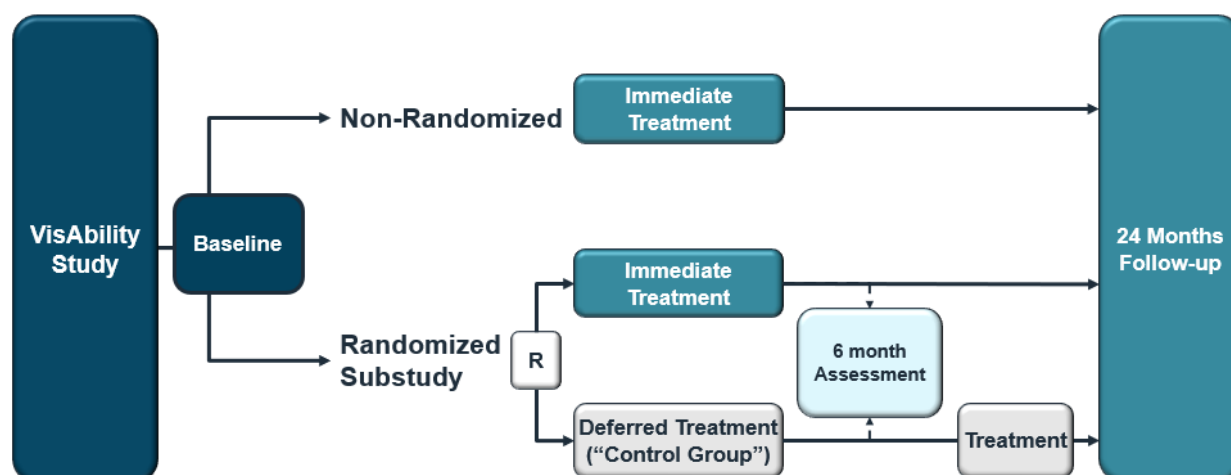 VisAbility
Study
Baseline
Non-Randomized
Immediate
Treatment
Randomized
Substudy
R
Immediate
Treatment
6 month
Assessment
Deferred Treatment
(“Control Group”)
Treatment
24 Months
Follow-up